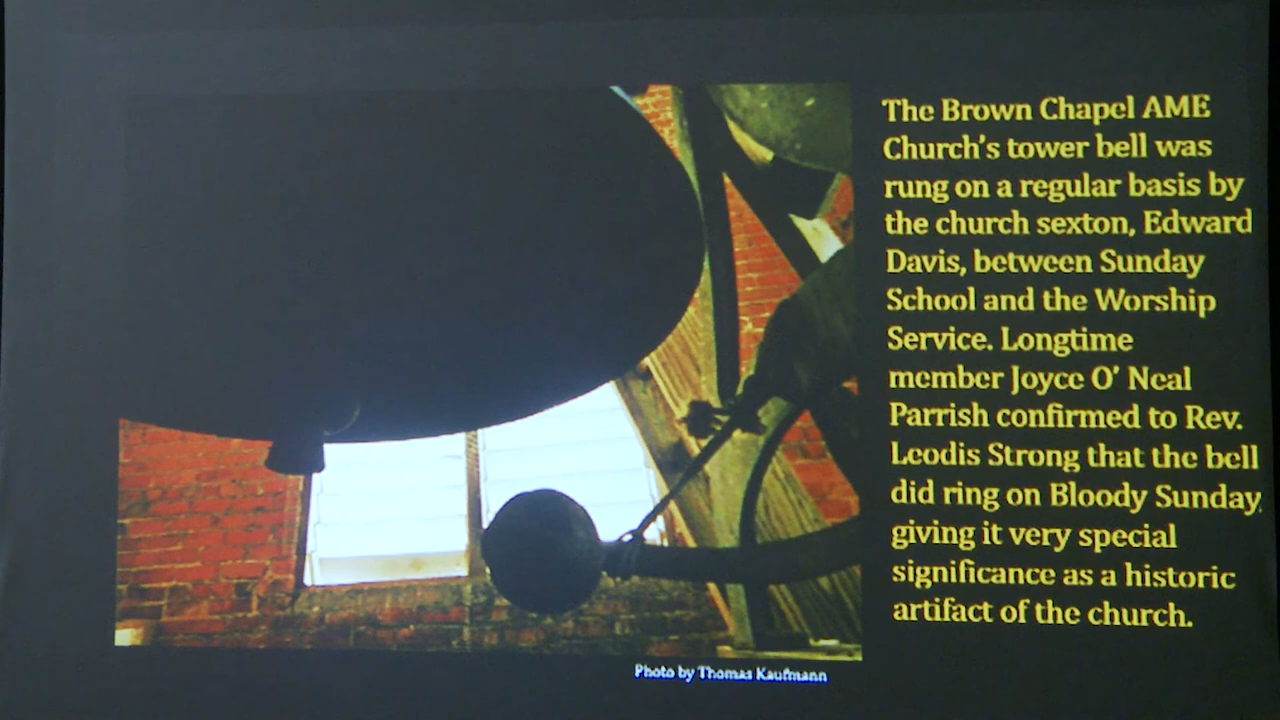 The Brown Chapel AME
Church's tower bell was
rung on a regular basis by
the church sexton, Edward
Davis, between Sunday
School and the Worship
Service. Longtime
member Joyce O' Neal
Parrish confirmed to Rev.
Leodis Strong that the bell
did ring on Bloody Sunday,
giving it very special
significance as a historic
artifact of the church.
Photo by Thomas Kaufmann